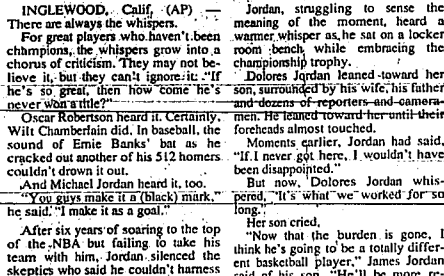 INGLEWOOD, Calif. (AP) —
There are always the whispers.
For great players who haven't been
champions, the whispers grow into a
chorus of criticism. They may not be-
lieve it, but they can't ignore it: "If
he's so great, then how come he's
never won a title?"
Oscar Robertson heard it. Certainly,
Wilt Chamberlain did. In baseball, the
sound of Ernie Banks' bat as he
cracked out another of his 512 homers
couldn't drown it out.
And Michael Jordan heard it, too.
"You guys make it a (black) mark,"
he said. "I make it as a goal."
After six years of soaring to the top
of the NBA but failing to take his
team with him, Jordan silenced the
skeptics who said he couldn't harness
Jordan, struggling to sense the
meaning of the moment, heard a
warmer whisper as he sat on a locker
room bench while embracing the
championship trophy.
Dolores Jordan leaned toward her
son, surrounded by his wife, his father
and dozens of reporters and camera-
men. He leaned toward her until their
foreheads almost touched.
Moments earlier, Jordan had said,
"If I never got here, I wouldn't have
been disappointed."
But now, Dolores Jordan whis-
pered, "It's what we worked for so
long."
Her son cried.
"Now that the burden is gone, I
think he's going to be a totally differ-
ent basketball player," James Jordan
said of his son. "He'll be more of